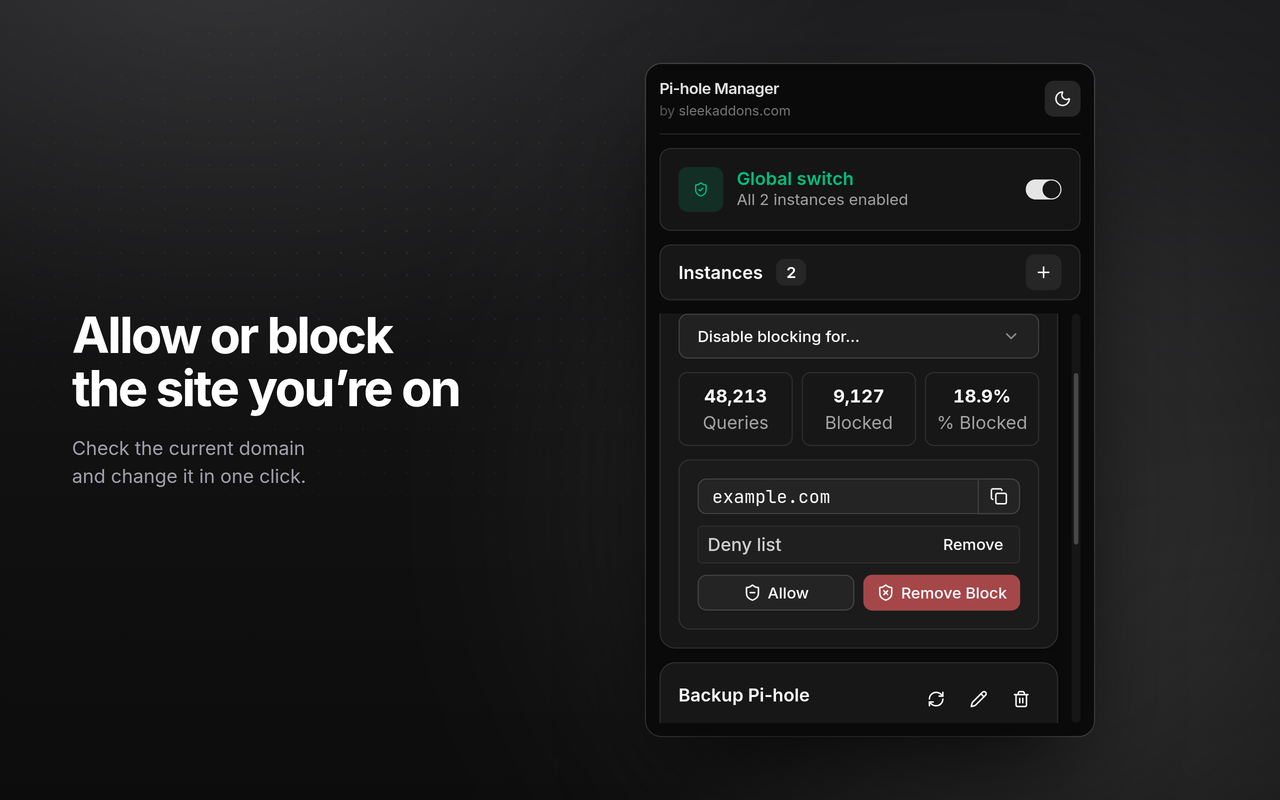 Allow or block
the site you’re on
Check the current domain
and change it in one click.
Pi-hole Manager
by sleekaddons.com
Global switch
All 2 instances enabled
Instances 2
Disable blocking for...
48,213 9,127 18.9%
Queries Blocked % Blocked
example.com
Deny list Remove
Allow Remove Block
Backup Pi-hole